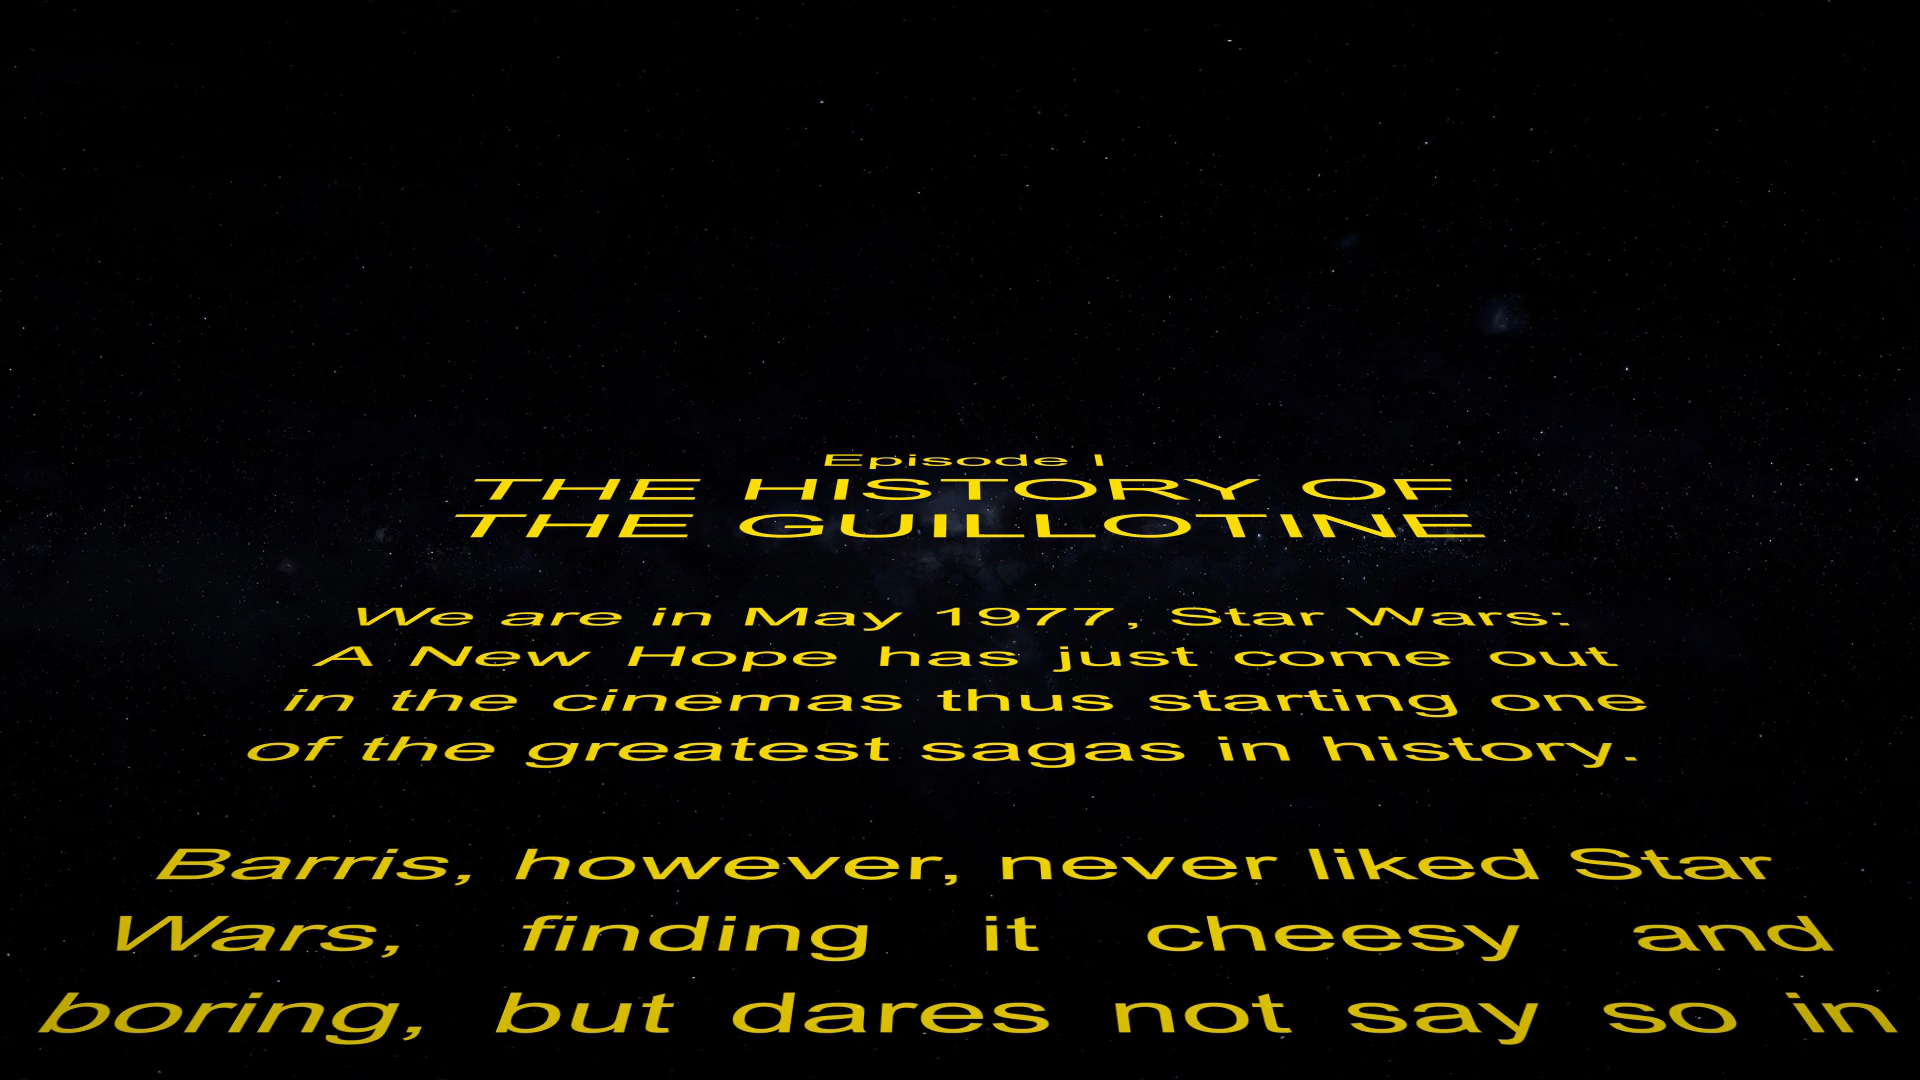 Episode I
THE HISTORY OF
THE GUILLOTINE
We are in May 1977, Star Wars:
A New Hope has just come out
in the cinemas thus starting one
of the greatest sagas in history.
Barris, however, never liked Star
Wars, finding it cheesy and
boring, but dares not say so in